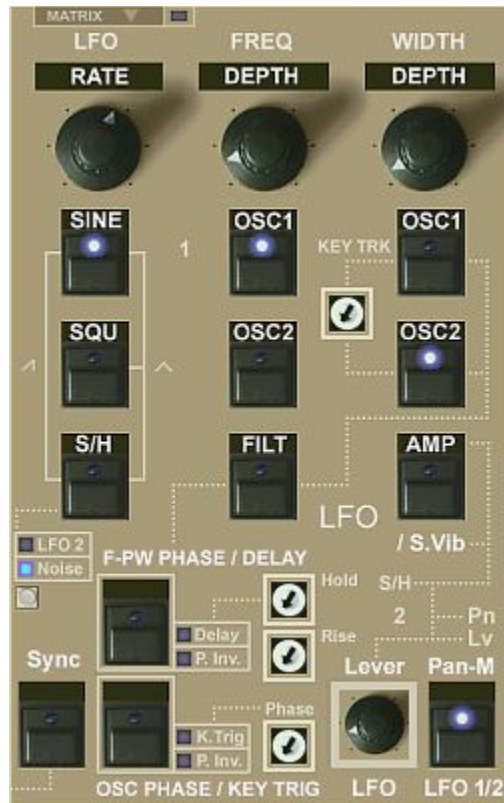 MATRIX
LFO FREQ WIDTH
RATE DEPTH DEPTH
SINE OSC1 OSC1
1 KEY TRK
SQU OSC2 OSC2
S/H FILT AMP
LFO
LFO 2 / S.Vib
Noise F-PW PHASE / DELAY
Hold S/H
Delay Rise 2 Pn
P. Inv. Lv
Sync Lever Pan-M
Phase
K.Trig
P. Inv.
OSC PHASE / KEY TRIG LFO LFO 1/2